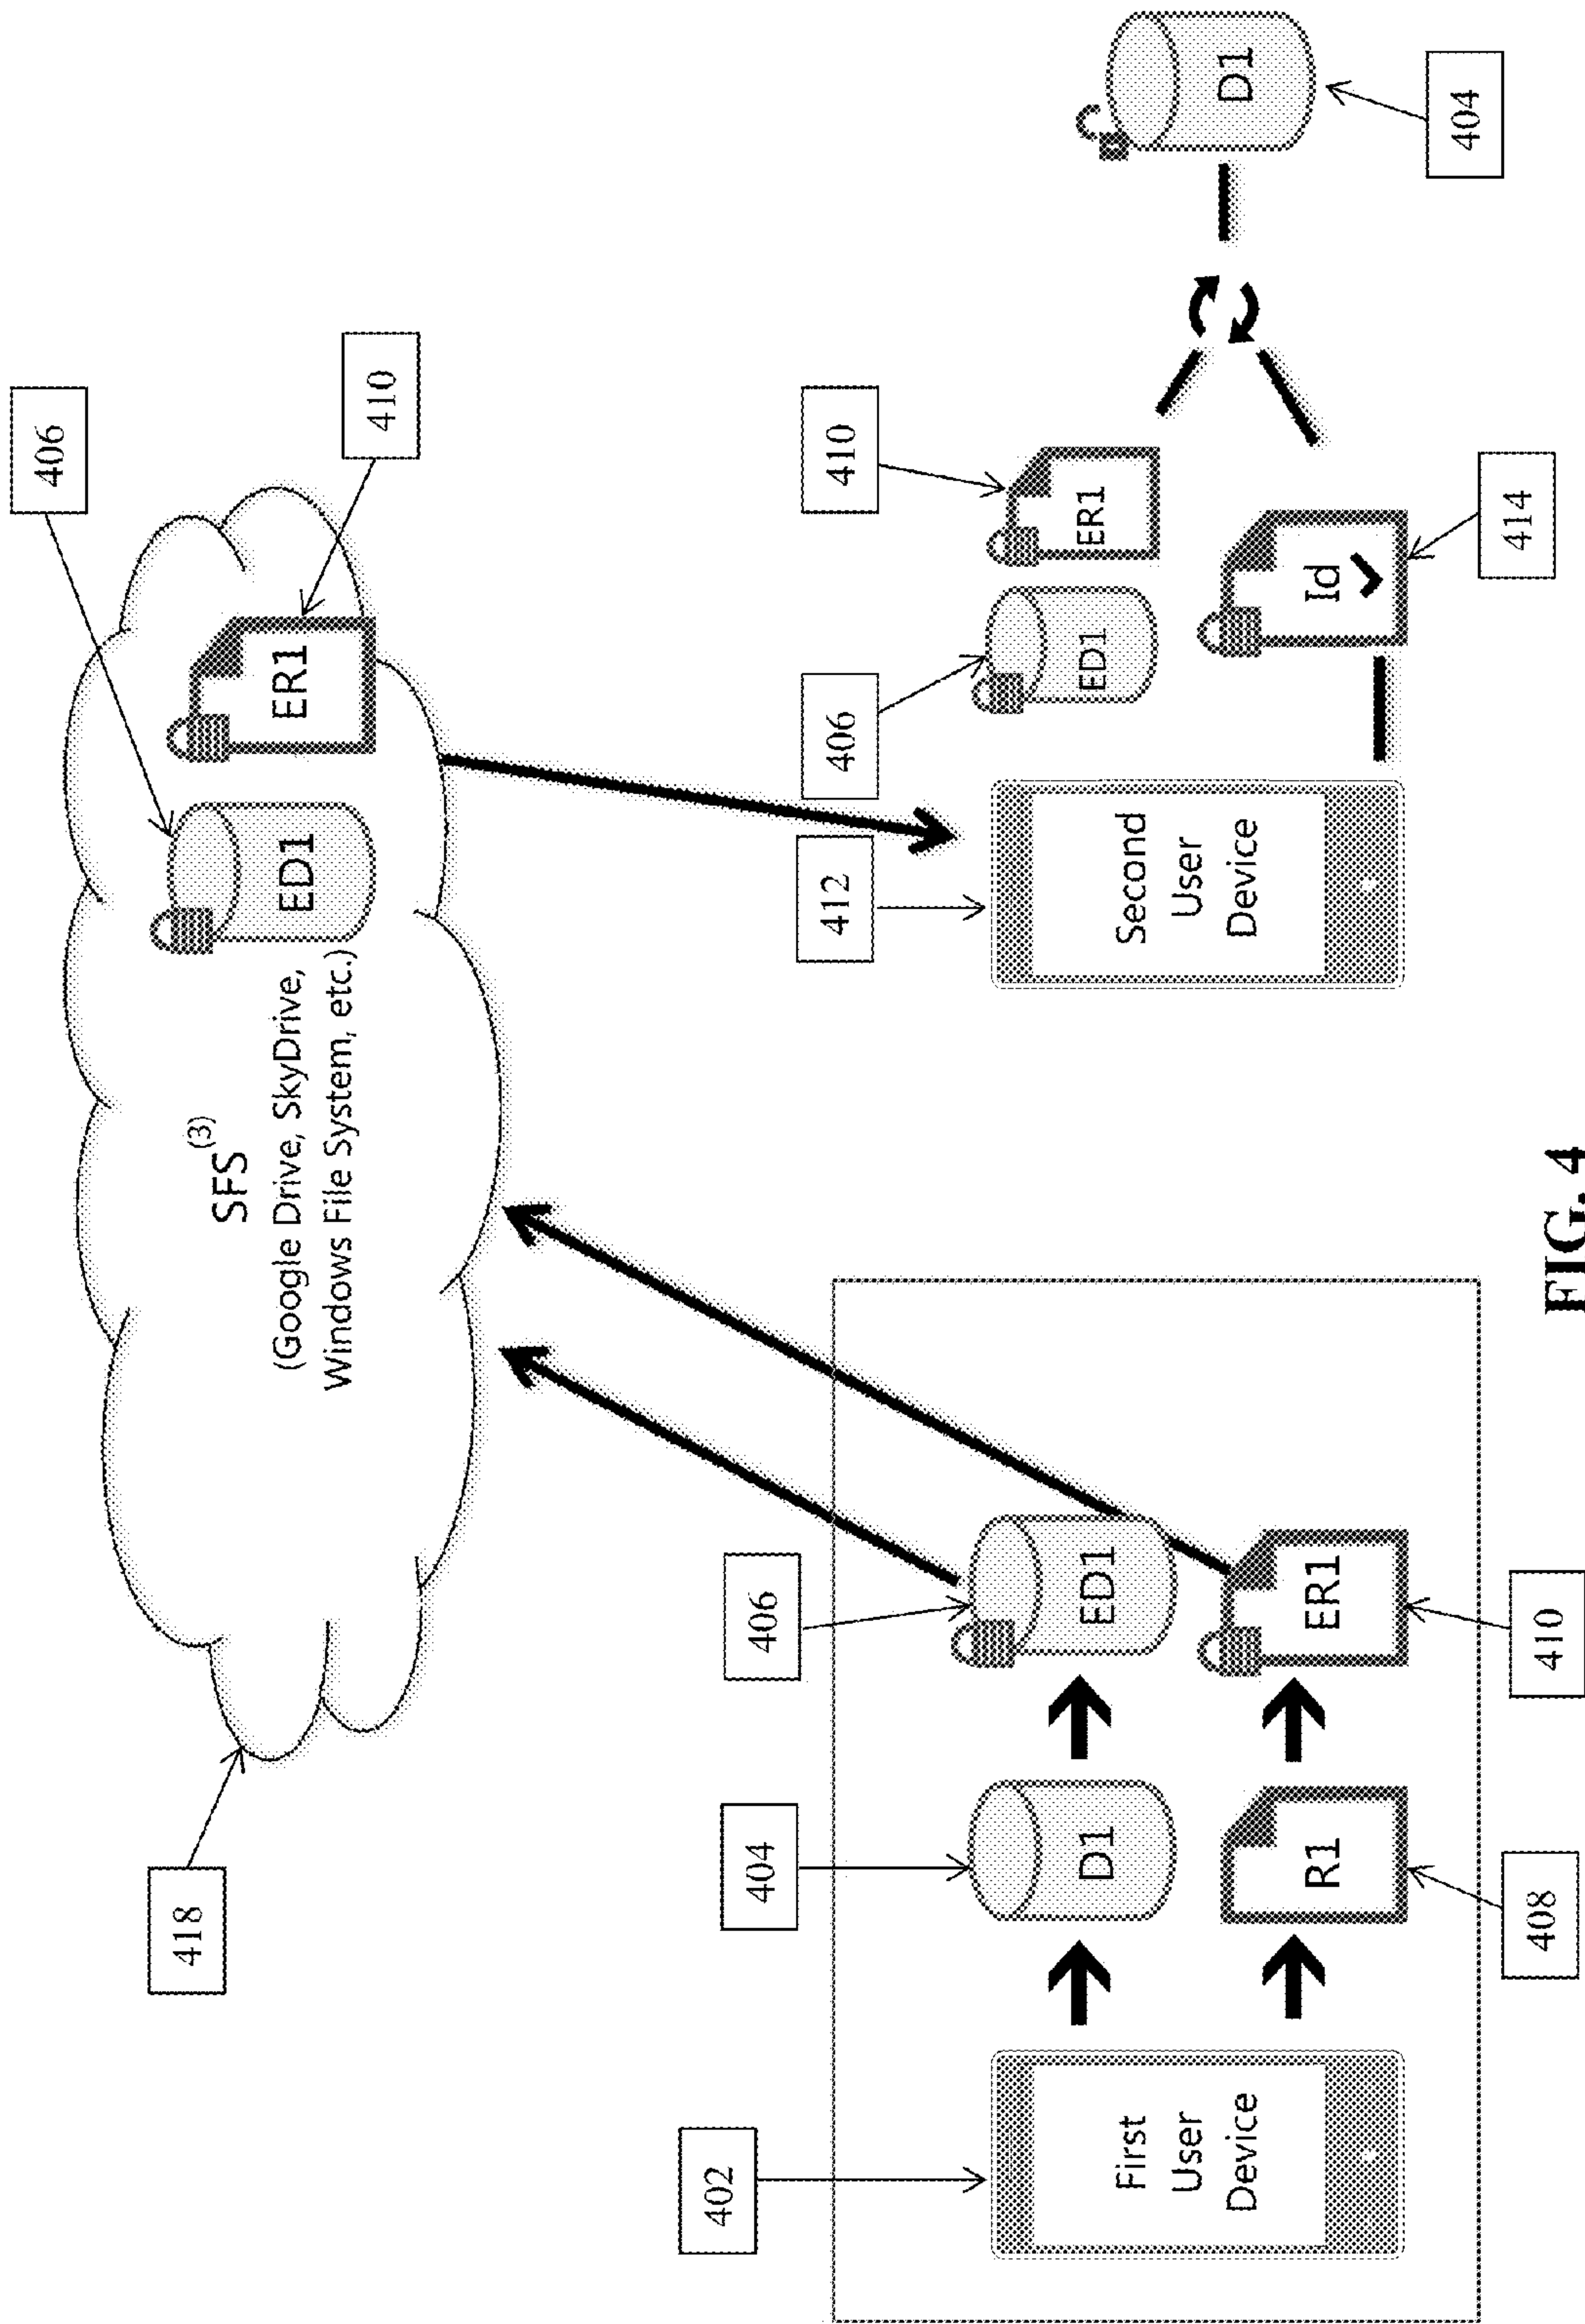 418
406
410
SFS(3)
(Google Drive, SkyDrive,
Windows File System, etc.)
ED1
ER1
402
404
406
First
User
Device
D1
ED1
R1
ER1
408
410
412
406
410
Second
User
Device
ED1
ER1
Id
414
D1
404
FIG. 4